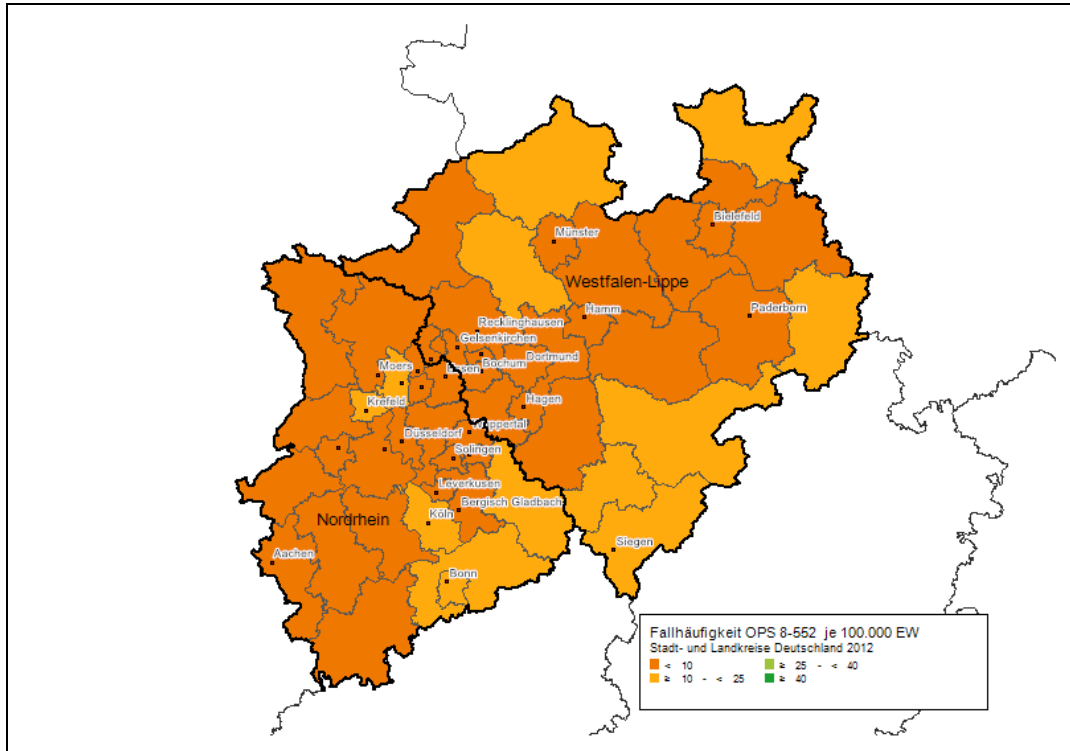 Bielefeld
Münster
Westfalen-Lippe
Paderborn
Hamm
Recklinghausen
Gelsenkirchen
Dortmund
Bochum
Moers
Essen
Krefeld
Hagen
Wuppertal
Düsseldorf
Solingen
Leverkusen
Bergisch Gladbach
Köln
Nordrhein
Siegen
Aachen
Bonn
Fallhäufigkeit OPS 8-552 je 100.000 EW
Stadt- und Landkreise Deutschland 2012
< 10
≥ 25 - < 40
≥ 10 - < 25
≥ 40